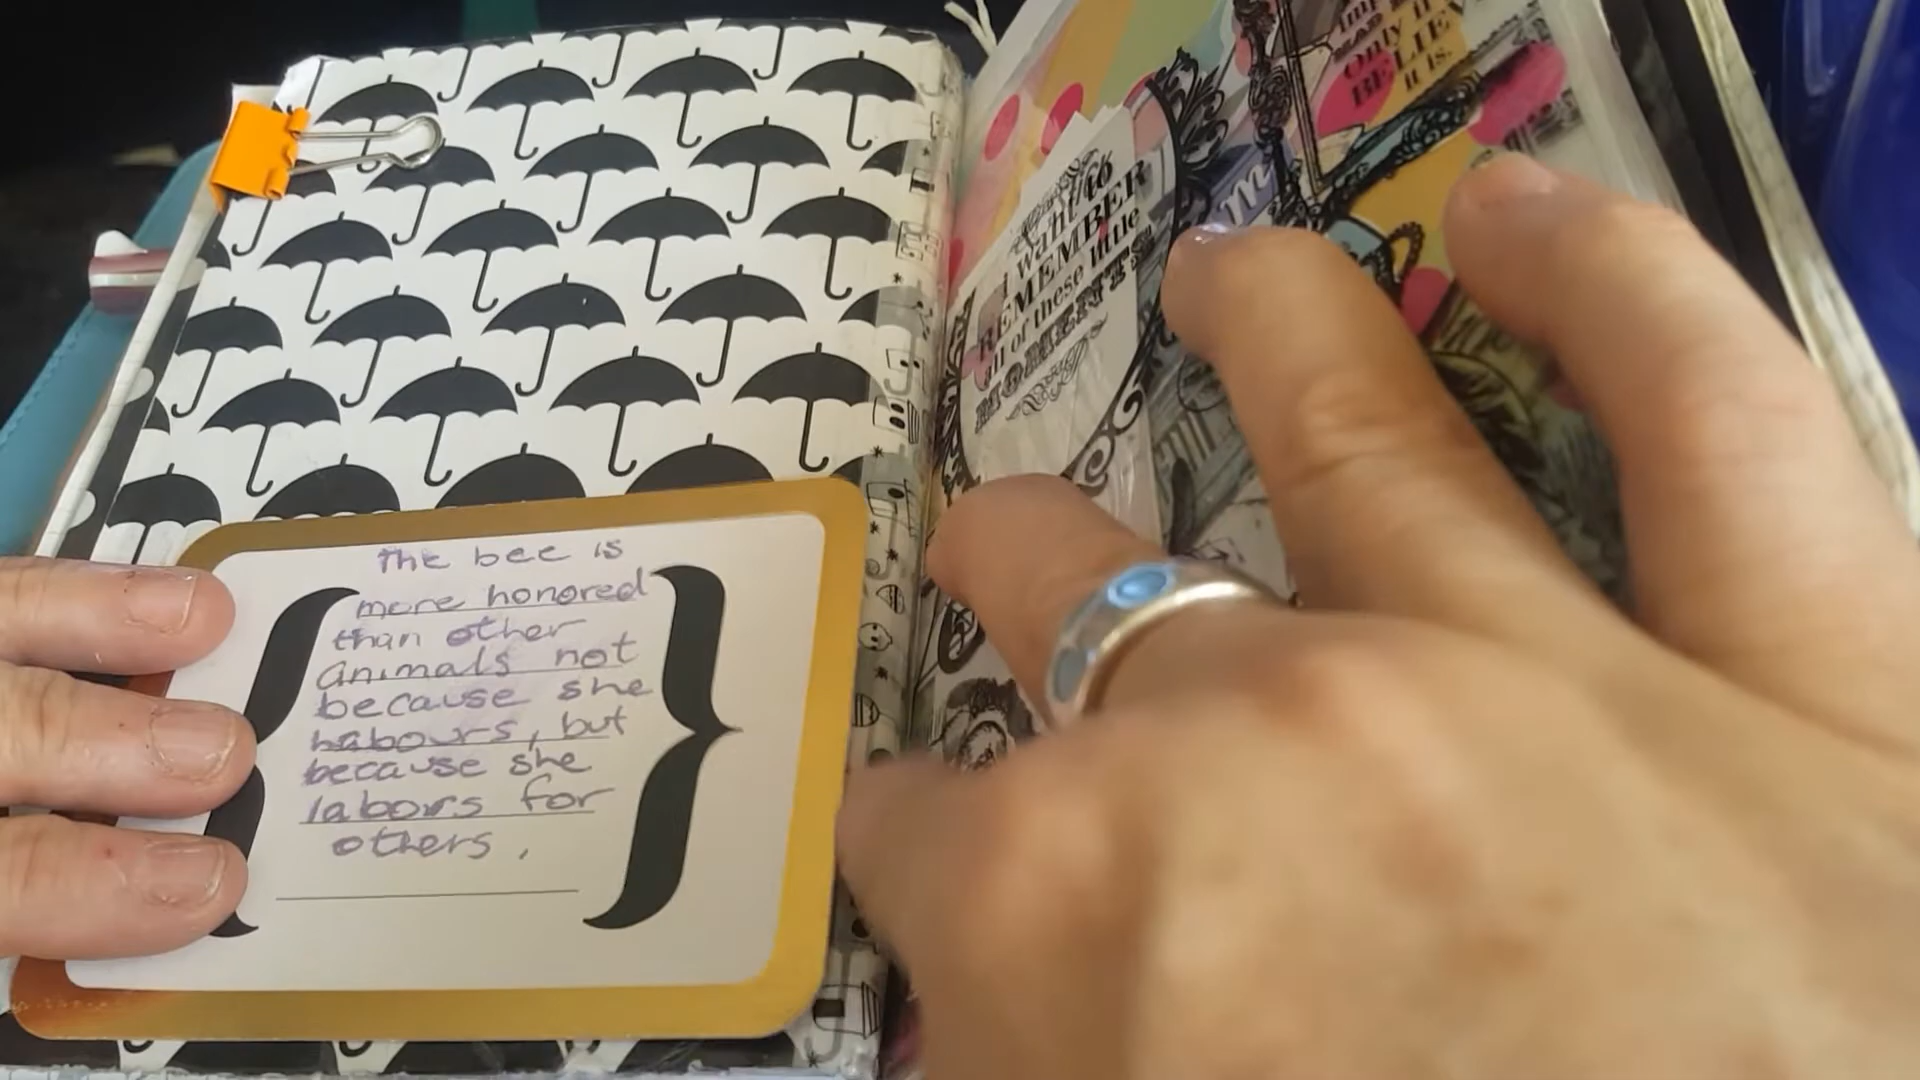 The bee is
more honored
than other
animals not
because she
labours, but
because she
labors for
others.
I want to
REMEMBER
all of these little
MOMENTS
Only if
BELIEV
it is.